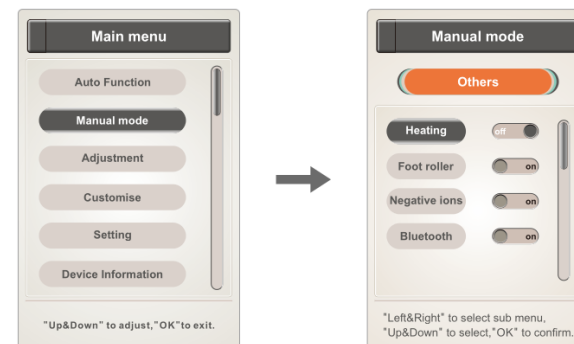 Main menu
Auto Function
Manual mode
Adjustment
Customise
Setting
Device Information
"Up&Down" to adjust,"OK"to exit.
Manual mode
Others
Heating off
Foot roller on
Negative ions on
Bluetooth on
"Left&Right" to select sub menu,
"Up&Down" to select,"OK" to confirm.